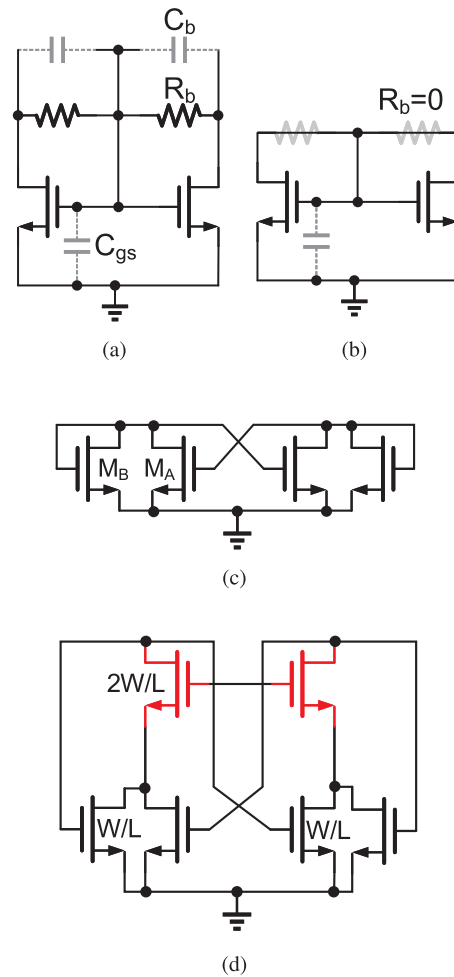 C_b
R_b
R_b=0
C_gs
(a)
(b)
M_B
M_A
(c)
2W/L
W/L
W/L
(d)